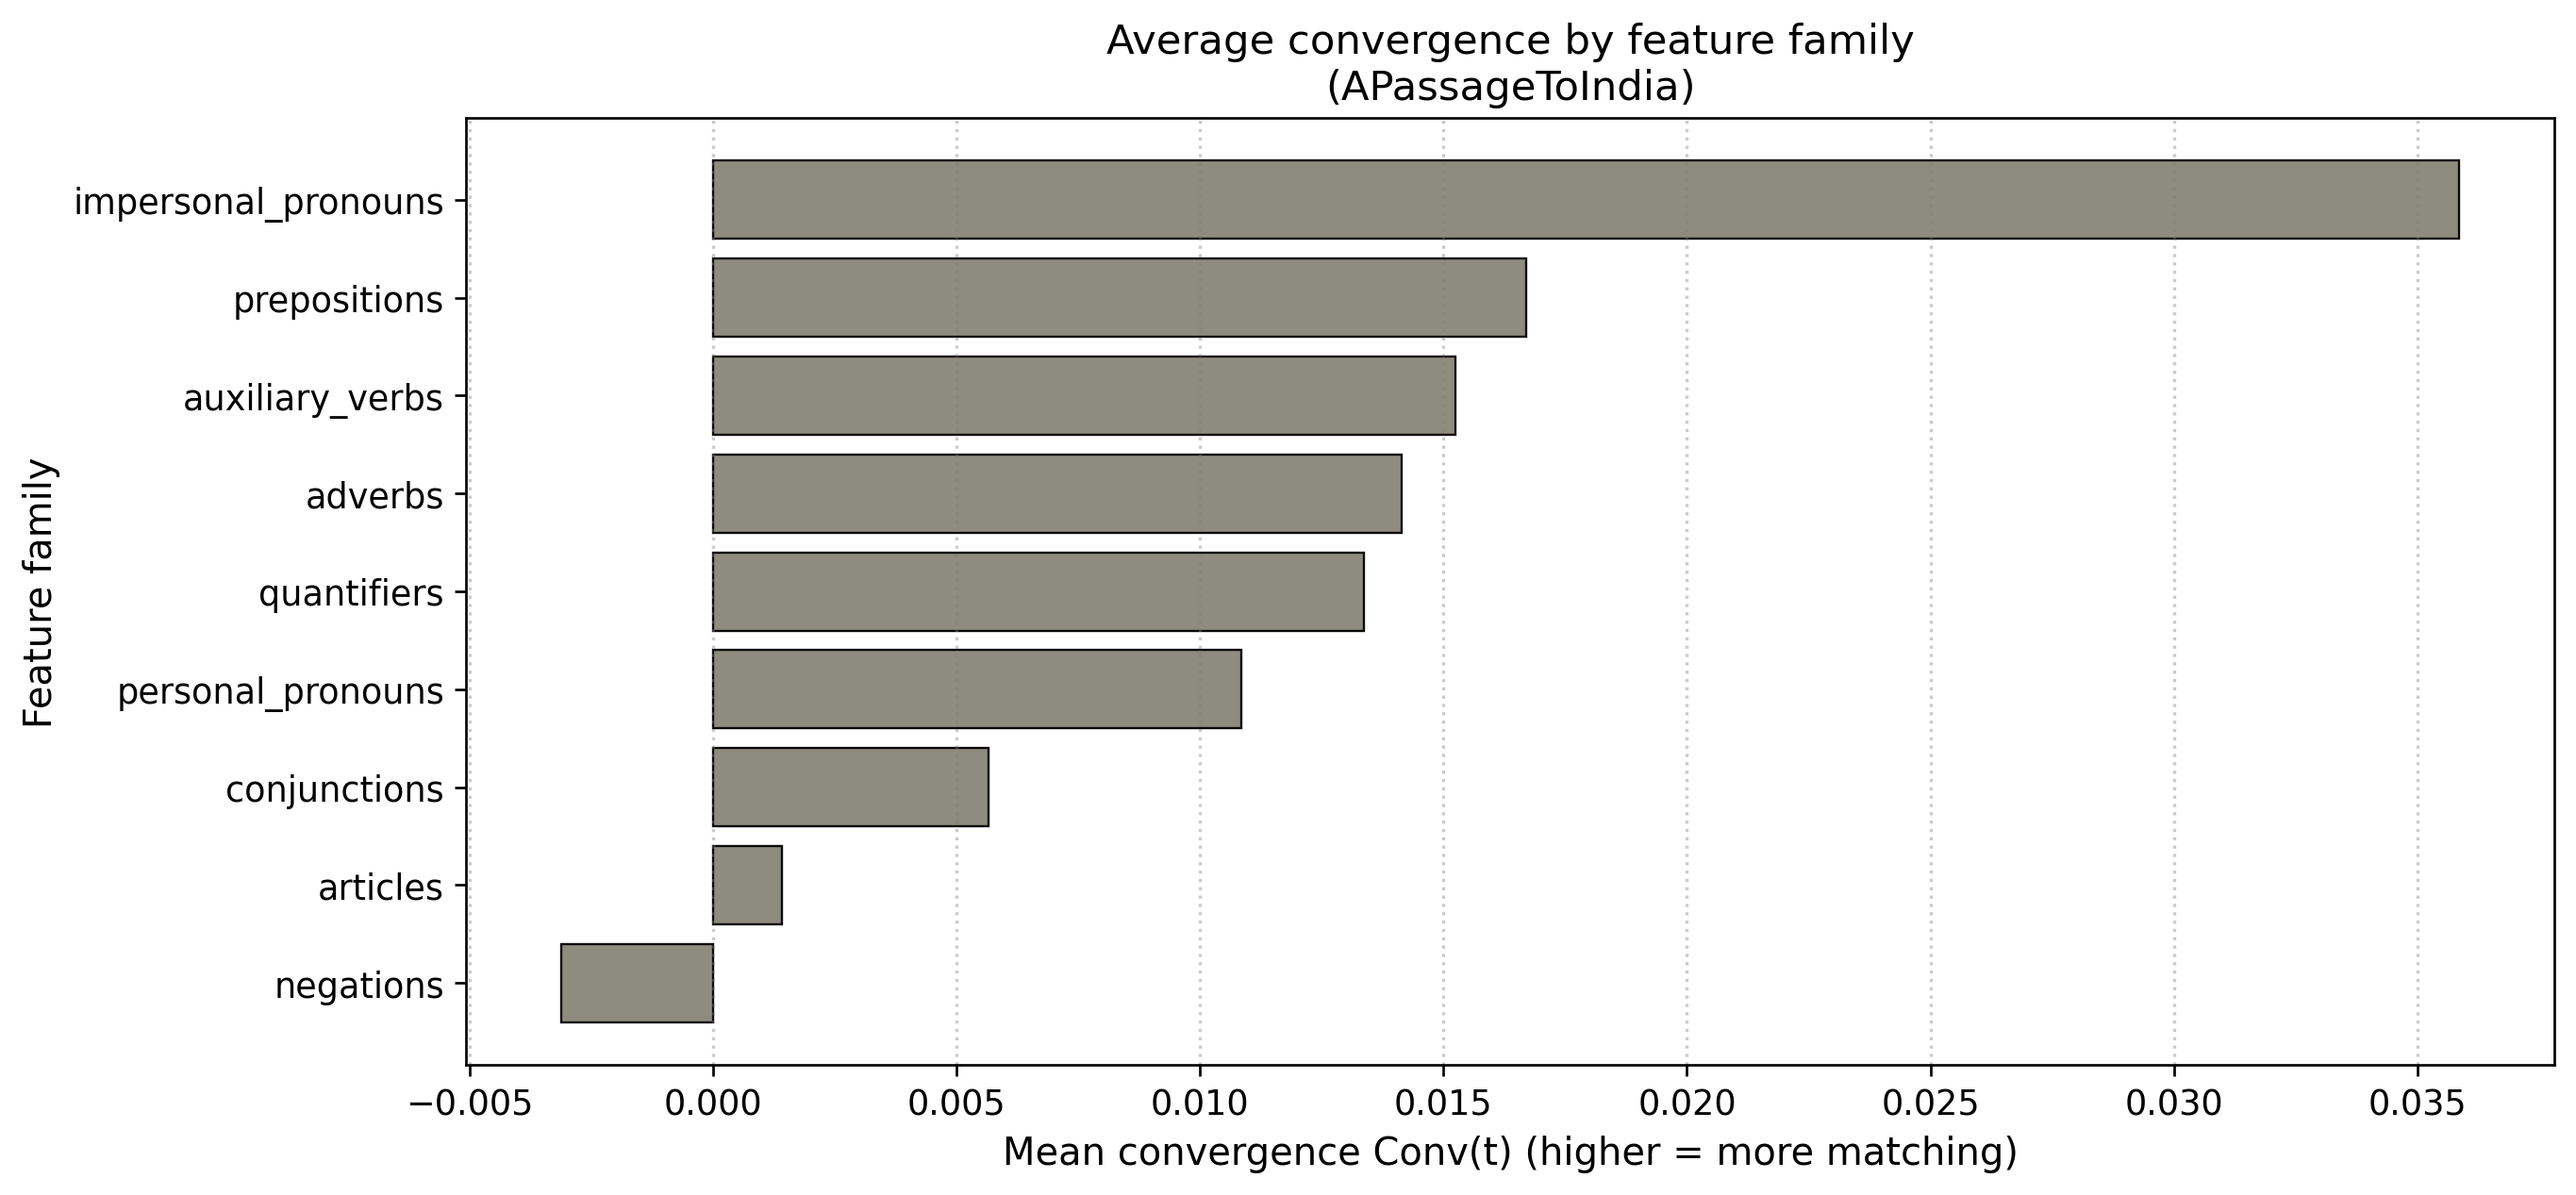 Average convergence by feature family
(APassageToIndia)
impersonal_pronouns
prepositions
auxiliary_verbs
adverbs
quantifiers
personal_pronouns
conjunctions
articles
negations
Feature family
−0.005 0.000 0.005 0.010 0.015 0.020 0.025 0.030 0.035
Mean convergence Conv(t) (higher = more matching)